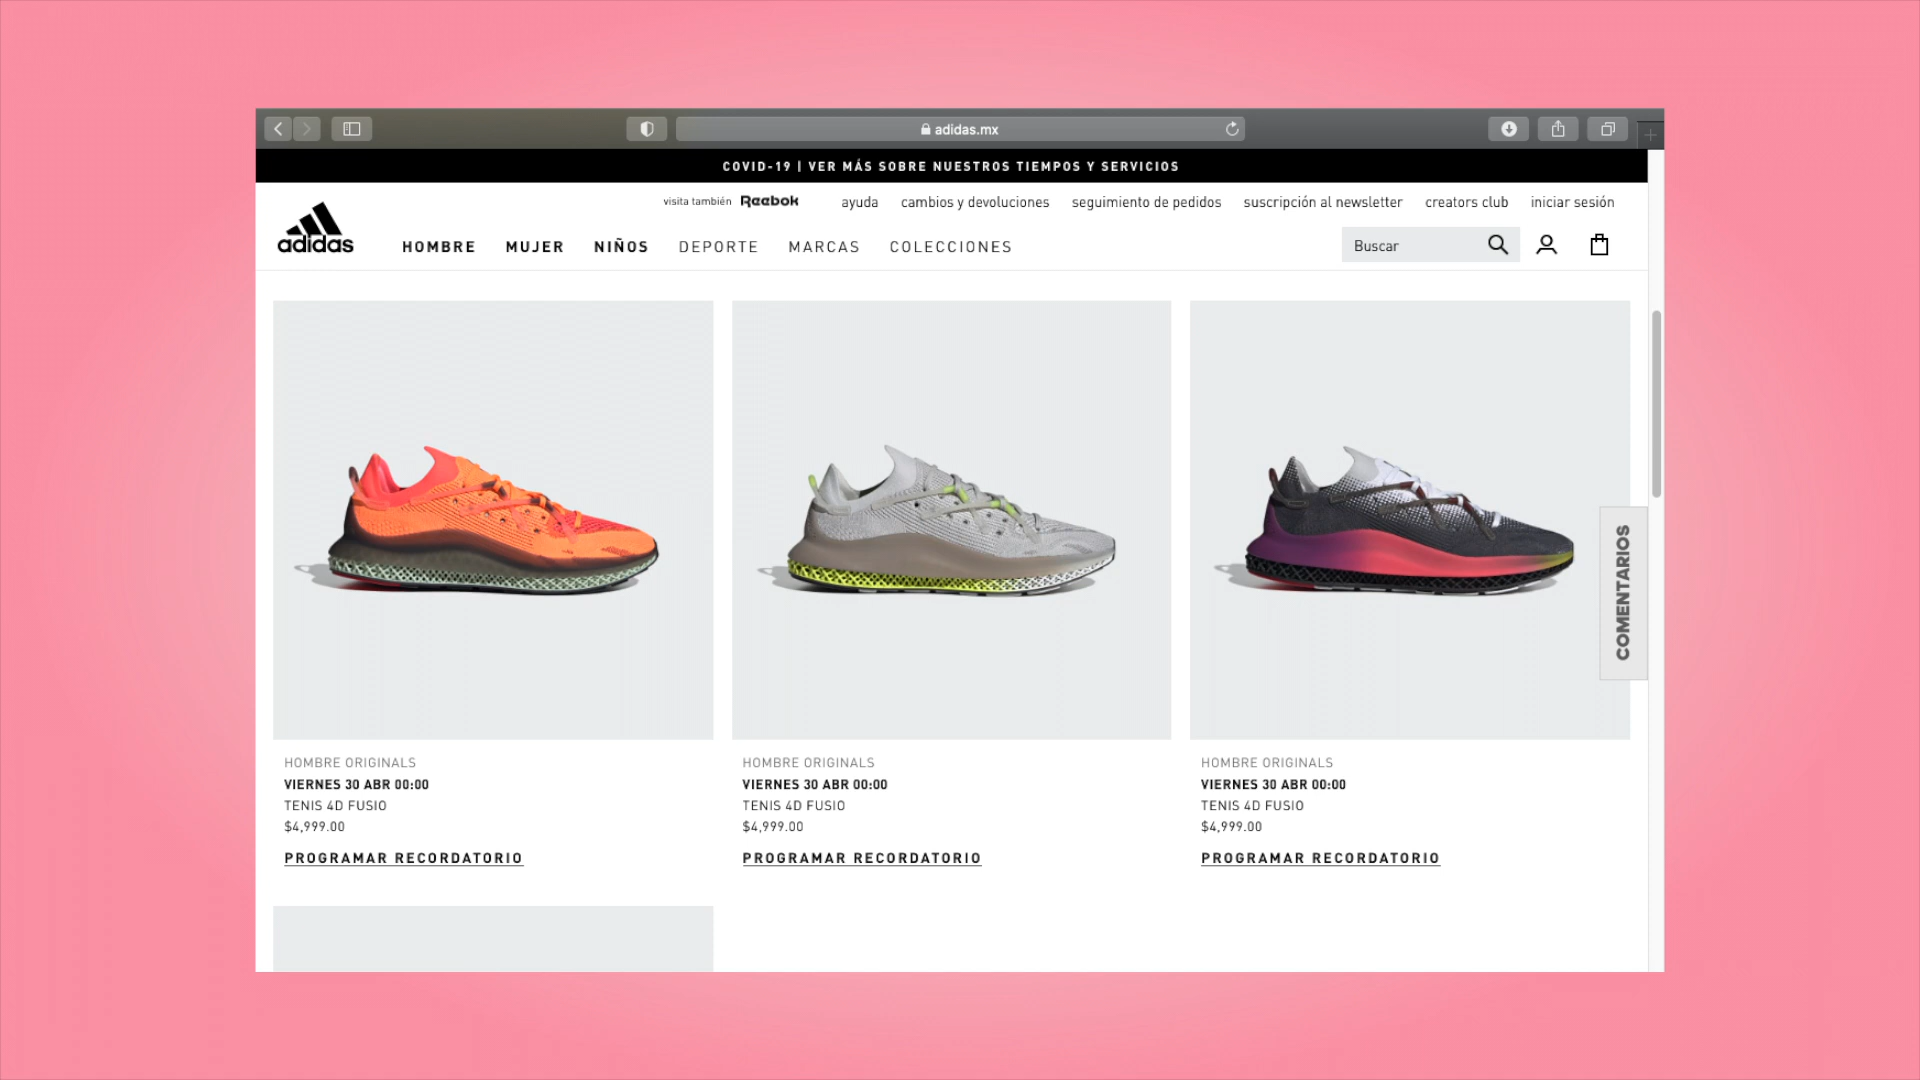 adidas.mx
COVID-19 | VER MÁS SOBRE NUESTROS TIEMPOS Y SERVICIOS
visita también Reebok ayuda cambios y devoluciones seguimiento de pedidos suscripción al newsletter creators club iniciar sesión
adidas
HOMBRE MUJER NIÑOS DEPORTE MARCAS COLECCIONES
Buscar
COMENTARIOS
HOMBRE ORIGINALS
VIERNES 30 ABR 00:00
TENIS 4D FUSIO
$4,999.00
PROGRAMAR RECORDATORIO
HOMBRE ORIGINALS
VIERNES 30 ABR 00:00
TENIS 4D FUSIO
$4,999.00
PROGRAMAR RECORDATORIO
HOMBRE ORIGINALS
VIERNES 30 ABR 00:00
TENIS 4D FUSIO
$4,999.00
PROGRAMAR RECORDATORIO